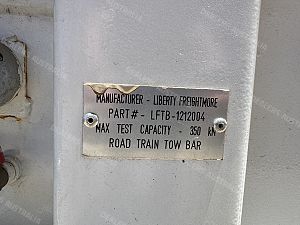 MANUFACTURER - LIBERTY FREIGHTMORE
PART# - LFTB-1212004
MAX TEST CAPACITY - 350 kN
ROAD TRAIN TOW BAR